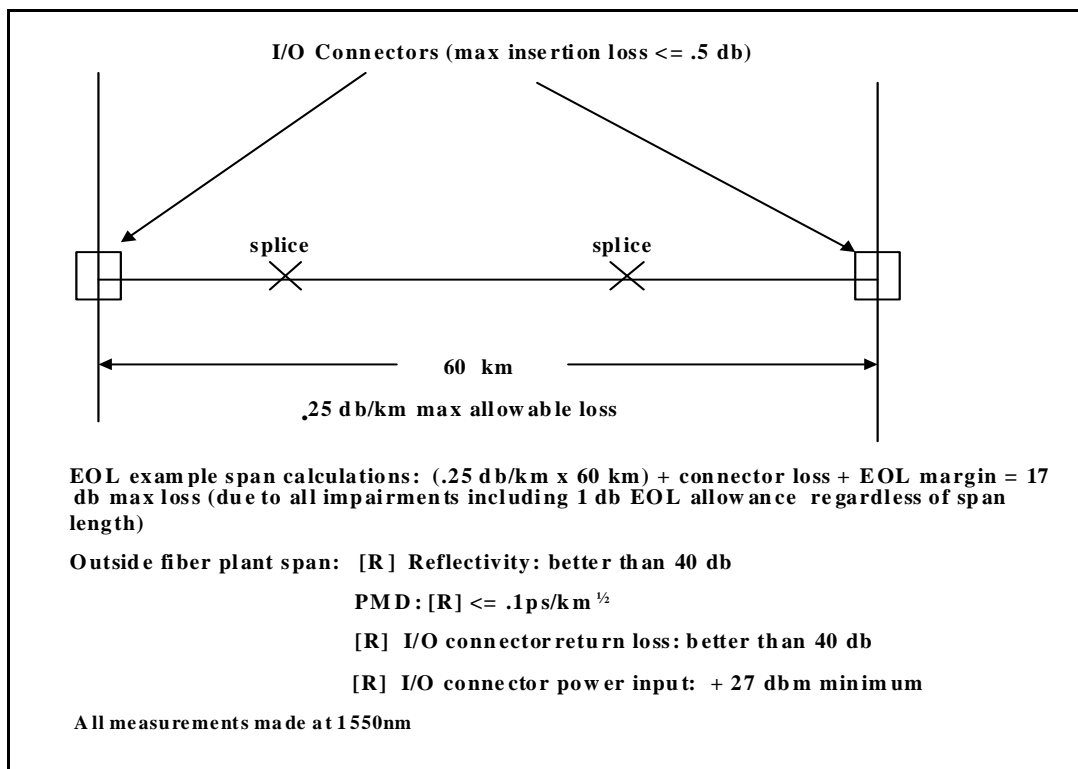 I/O Connectors (max insertion loss <= .5 db)
splice splice
60 km
.25 db/km max allowable loss
EOL example span calculations: (.25 db/km x 60 km) + connector loss + EOL margin = 17
db max loss (due to all impairments including 1 db EOL allowance regardless of span
length)
Outside fiber plant span: [R] Reflectivity: better than 40 db
PMD: [R] <= .1ps/km ½
[R] I/O connector return loss: better than 40 db
[R] I/O connector power input: + 27 dbm minimum
All measurements made at 1550nm